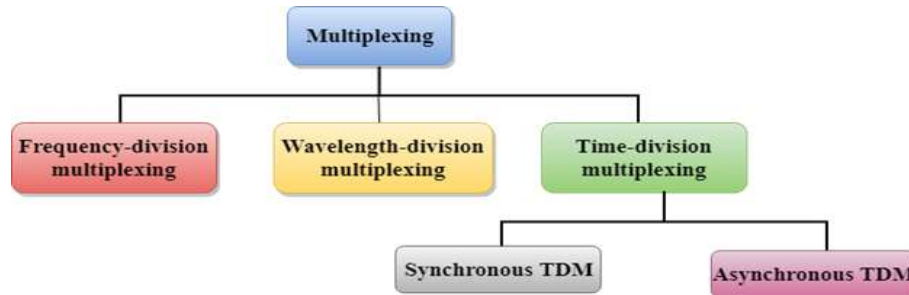 Multiplexing
Frequency-division
multiplexing
Wavelength-division
multiplexing
Time-division
multiplexing
Synchronous TDM
Asynchronous TDM